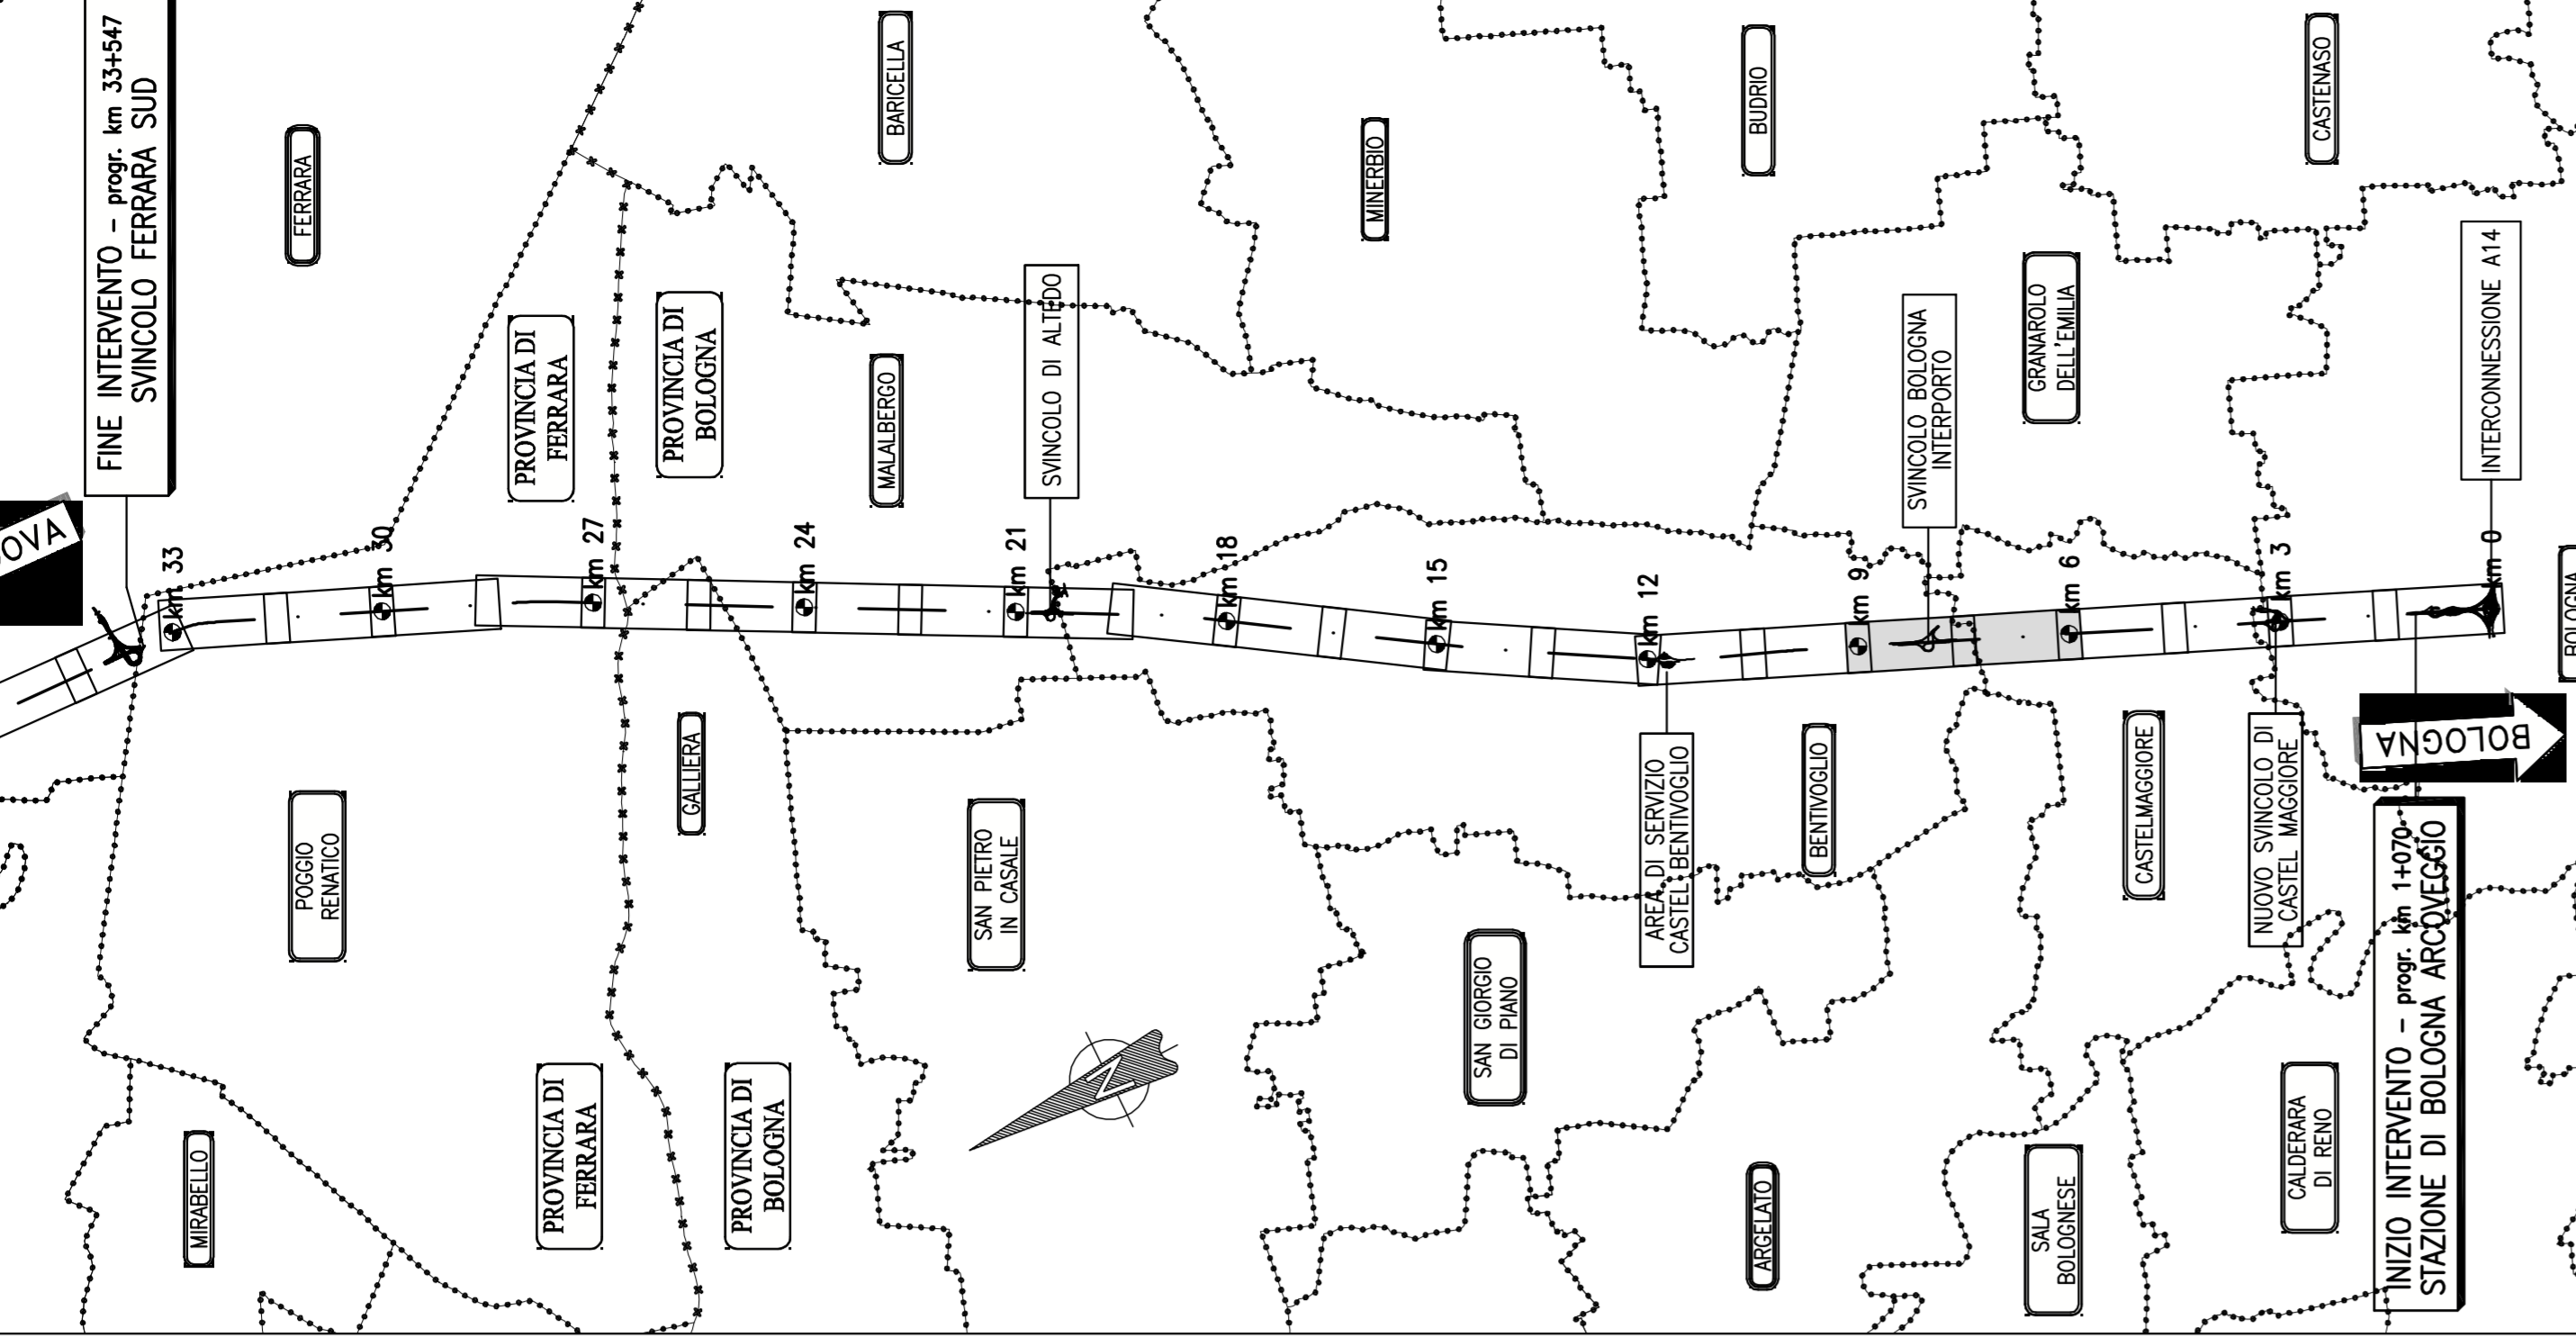 FINE INTERVENTO - progr. km 33+547
SVINCOLO FERRARA SUD
FERRARA
BARICELLA
MINERBIO
BUDRIO
CASTENASO
PROVINCIA DI
FERRARA
PROVINCIA DI
BOLOGNA
MALALBERGO
SVINCOLO DI ALTEDO
SVINCOLO BOLOGNA
INTERPORTO
GRANAROLO
DELL'EMILIA
INTERCONNESSIONE A14
km 33
km 30
km 27
km 24
km 21
km 18
km 15
km 12
km 9
km 6
km 3
km 0
BOLOGNA
POGGIO
RENATICO
GALLIERA
SAN PIETRO
IN CASALE
SAN GIORGIO
DI PIANO
AREA DI SERVIZIO
CASTEL BENTIVOGLIO
BENTIVOGLIO
CASTELMAGGIORE
NUOVO SVINCOLO DI
CASTEL MAGGIORE
BOLOGNA
INIZIO INTERVENTO - progr. km 1+070
STAZIONE DI BOLOGNA ARCOVEGGIO
MIRABELLO
PROVINCIA DI
FERRARA
PROVINCIA DI
BOLOGNA
N
ARGELATO
SALA
BOLOGNESE
CALDERARA
DI RENO